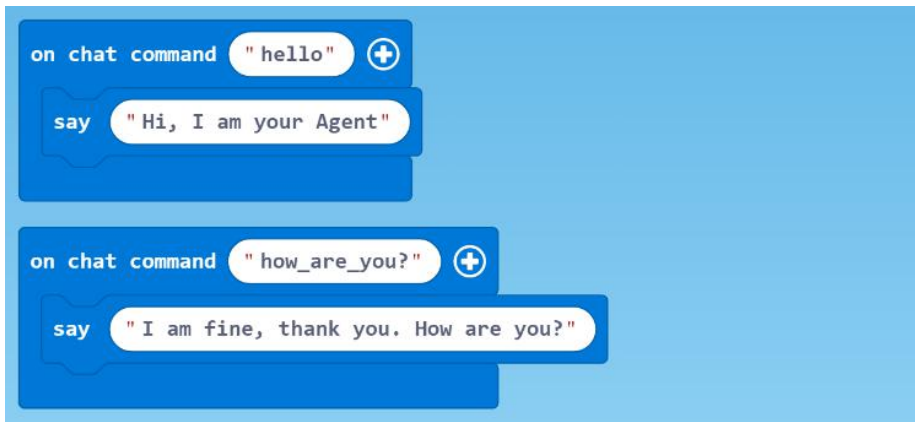 on chat command "hello"
say "Hi, I am your Agent"
on chat command "how_are_you?"
say "I am fine, thank you. How are you?"